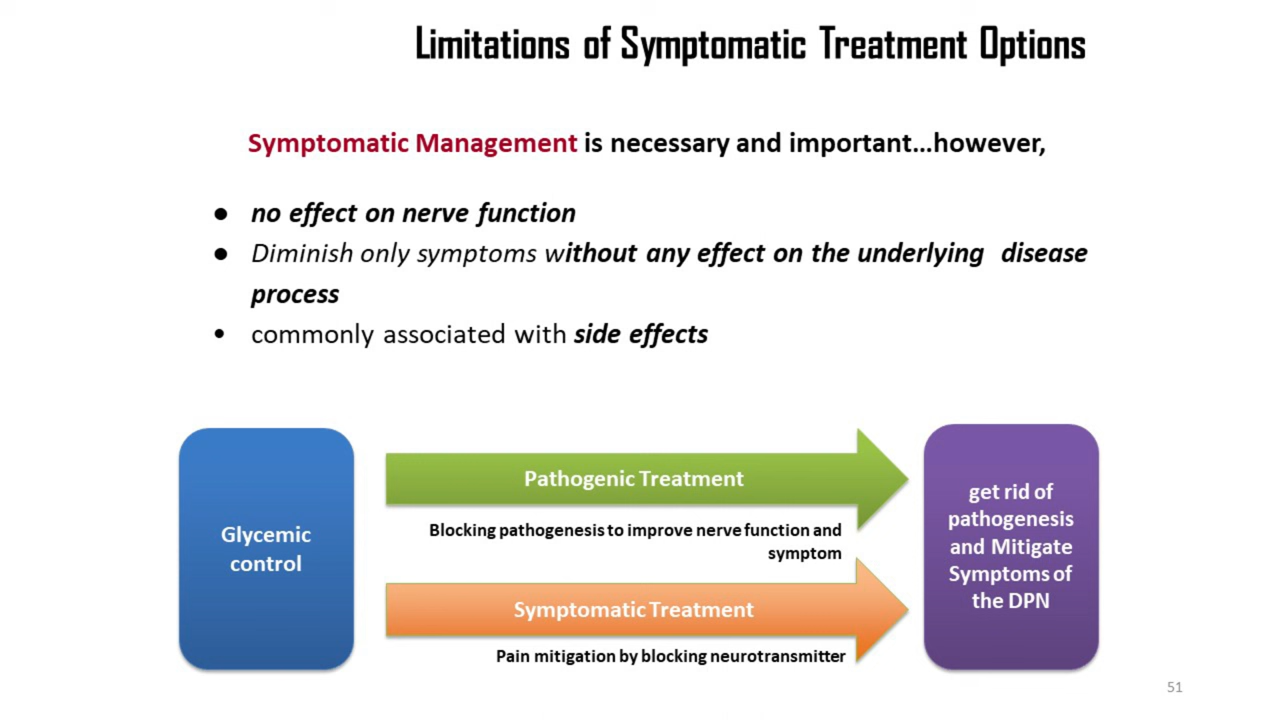 Limitations of Symptomatic Treatment Options
Symptomatic Management is necessary and important...however,
● no effect on nerve function
● Diminish only symptoms without any effect on the underlying disease
process
• commonly associated with side effects
Glycemic
control
Pathogenic Treatment
Blocking pathogenesis to improve nerve function and
symptom
Symptomatic Treatment
Pain mitigation by blocking neurotransmitter
get rid of
pathogenesis
and Mitigate
Symptoms of
the DPN
51